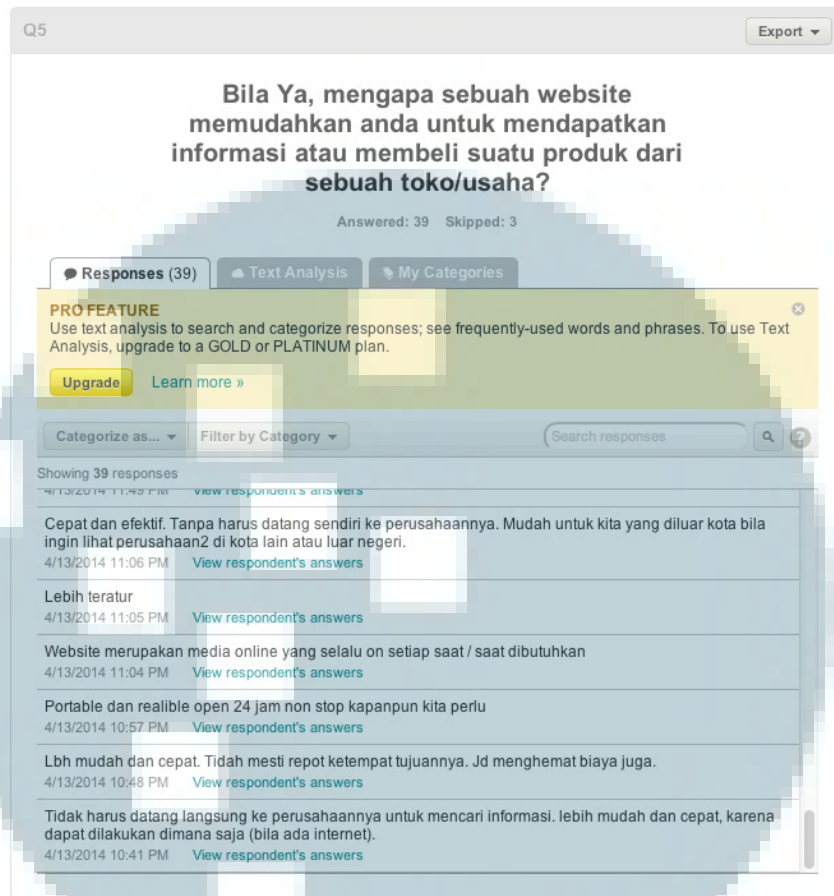 Q5
Export
Bila Ya, mengapa sebuah website
memudahkan anda untuk mendapatkan
informasi atau membeli suatu produk dari
sebuah toko/usaha?
Answered: 39 Skipped: 3
Responses (39) Text Analysis My Categories
PRO FEATURE
Use text analysis to search and categorize responses; see frequently-used words and phrases. To use Text
Analysis, upgrade to a GOLD or PLATINUM plan.
Upgrade Learn more »
Categorize as... Filter by Category Search responses ?
Showing 39 responses
4/13/2014 11:49 PM View respondent's answers
Cepat dan efektif. Tanpa harus datang sendiri ke perusahaannya. Mudah untuk kita yang diluar kota bila
ingin lihat perusahaan2 di kota lain atau luar negeri.
4/13/2014 11:06 PM View respondent's answers
Lebih teratur
4/13/2014 11:05 PM View respondent's answers
Website merupakan media online yang selalu on setiap saat / saat dibutuhkan
4/13/2014 11:04 PM View respondent's answers
Portable dan realible open 24 jam non stop kapanpun kita perlu
4/13/2014 10:57 PM View respondent's answers
Lbh mudah dan cepat. Tidah mesti repot ketempat tujuannya. Jd menghemat biaya juga.
4/13/2014 10:48 PM View respondent's answers
Tidak harus datang langsung ke perusahaannya untuk mencari informasi. lebih mudah dan cepat, karena
dapat dilakukan dimana saja (bila ada internet).
4/13/2014 10:41 PM View respondent's answers